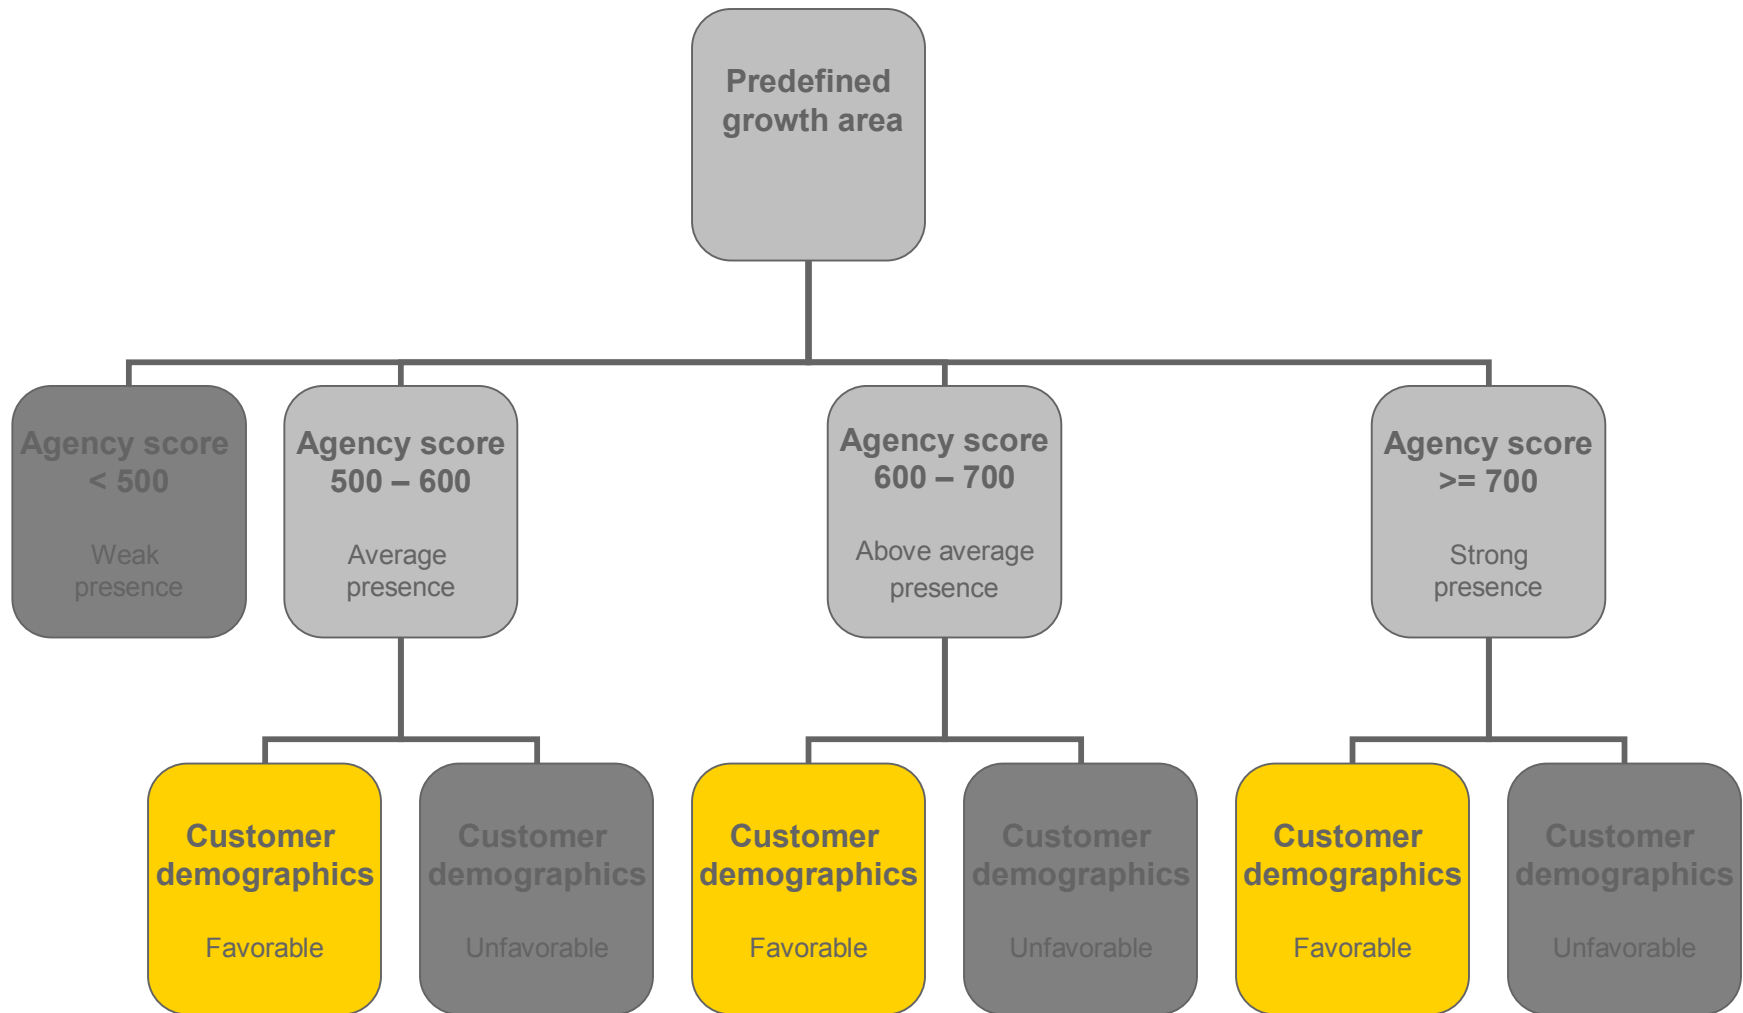 Predefined
growth area
Agency score
< 500
Weak
presence
Agency score
500 – 600
Average
presence
Agency score
600 – 700
Above average
presence
Agency score
>= 700
Strong
presence
Customer
demographics
Favorable
Customer
demographics
Unfavorable
Customer
demographics
Favorable
Customer
demographics
Unfavorable
Customer
demographics
Favorable
Customer
demographics
Unfavorable